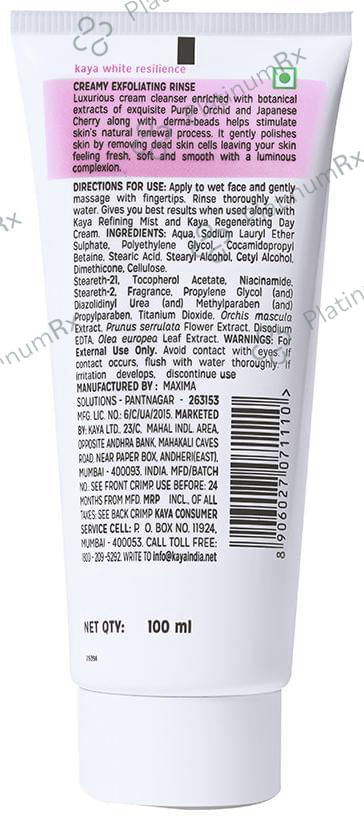 kaya white resilience
CREAMY EXFOLIATING RINSE
Luxurious cream cleanser enriched with botanical
extracts of exquisite Purple Orchid and Japanese
Cherry along with derma-beads helps stimulate
skin's natural renewal process. It gently polishes
skin by removing dead skin cells leaving your skin
feeling fresh, soft and smooth with a luminous
complexion.
DIRECTIONS FOR USE: Apply to wet face and gently
massage with fingertips. Rinse thoroughly with
water. Gives you best results when used along with
Kaya Refining Mist and Kaya Regenerating Day
Cream. INGREDIENTS: Aqua, Sodium Lauryl Ether
Sulphate, Polyethylene Glycol, Cocamidopropyl
Betaine, Stearic Acid, Stearyl Alcohol, Cetyl Alcohol,
Dimethicone, Cellulose.
Steareth-21, Tocopherol Acetate, Niacinamide,
Steareth-2, Fragrance, Propylene Glycol (and)
Diazolidinyl Urea (and) Methylparaben (and)
Propylparaben, Titanium Dioxide. Orchis mascula
Extract, Prunus serrulata Flower Extract, Disodium
EDTA, Olea europea Leaf Extract. WARNINGS: For
External Use Only. Avoid contact with eyes. If
contact occurs, flush with water thoroughly. If
irritation develops, discontinue use
MANUFACTURED BY : MAXIMA
SOLUTIONS - PANTNAGAR - 263153
MFG. LIC. NO.: 6/C/UA/2015. MARKETED
BY: KAYA LTD. 23/C, MAHAL INDL. AREA,
OPPOSITE ANDHRA BANK, MAHAKALI CAVES
ROAD, NEAR PAPER BOX, ANDHERI(EAST),
MUMBAI - 400093. INDIA. MFD/BATCH
NO.: SEE FRONT CRIMP. USE BEFORE: 24
MONTHS FROM MFD. MRP INCL. OF ALL
TAXES: SEE BACK CRIMP KAYA CONSUMER
SERVICE CELL: P. O. BOX NO. 11924,
MUMBAI - 400053. CALL TOLL FREE:
1800-209-5292. WRITE TO info@kayaindia.net
8 906027 071110 >
NET QTY: 100 ml
PlatinumRx